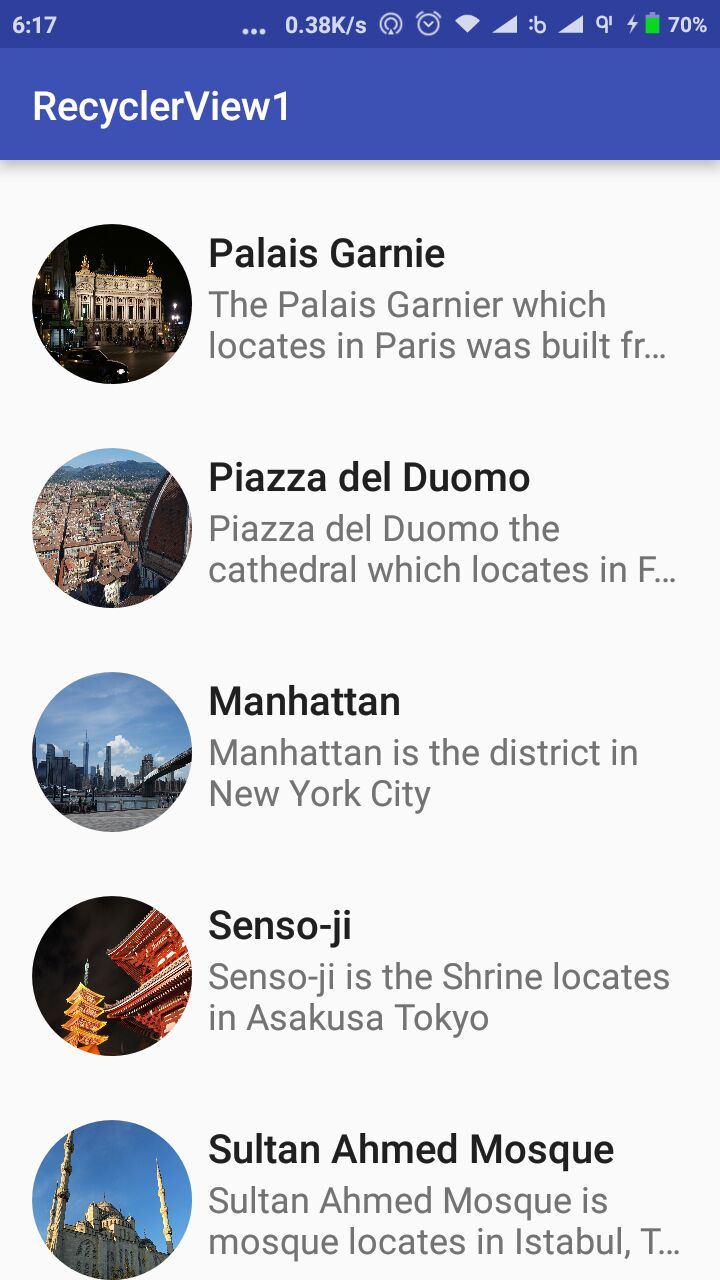 6:17 ... 0.38K/s 70%
RecyclerView1
Palais Garnie
The Palais Garnier which
locates in Paris was built fr...
Piazza del Duomo
Piazza del Duomo the
cathedral which locates in F...
Manhattan
Manhattan is the district in
New York City
Senso-ji
Senso-ji is the Shrine locates
in Asakusa Tokyo
Sultan Ahmed Mosque
Sultan Ahmed Mosque is
mosque locates in Istabul, T...